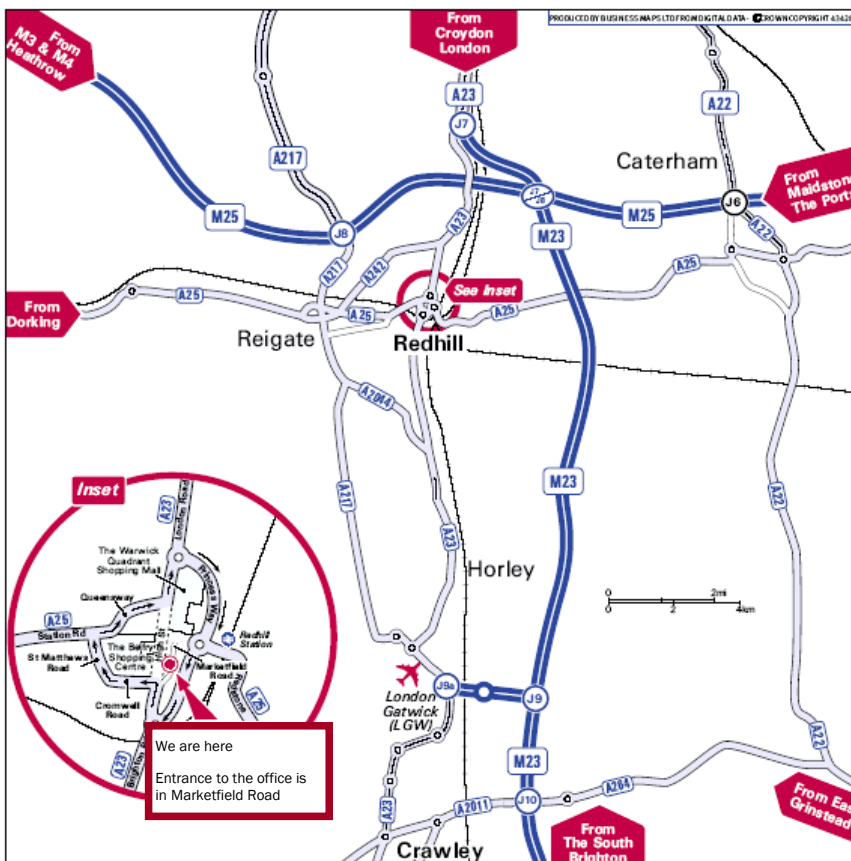 PRODUCED BY BUSINESS MAPS LTD FROM DIGITAL DATA - CROWN COPYRIGHT
From
M3 & M4
Heathrow
From
Croydon
London
A23
J7
A22
A217
Caterham
From
Maidstone
The Ports
J6
M25
J8
J7
J8
M25
M23
A23
A22
A217
A242
A25
From
Dorking
A25
A25
See Inset
A25
Reigate
Redhill
A2044
M23
A217
A23
A22
Horley
0 2mi
0 2 4km
London
Gatwick
(LGW)
J9a
J9
M23
A22
J10
A264
A2011
A23
Crawley
From
The South
Brighton
From East
Grinstead
Inset
A23
London Road
The Warwick
Quadrant
Shopping Mall
Princess Way
Queensway
A25
Station Rd
Redhill
Station
St Matthews
Road
The Belfry
Shopping
Centre
Marketfield
Road
Cromwell
Road
A25
A23
We are here
Entrance to the office is
in Marketfield Road